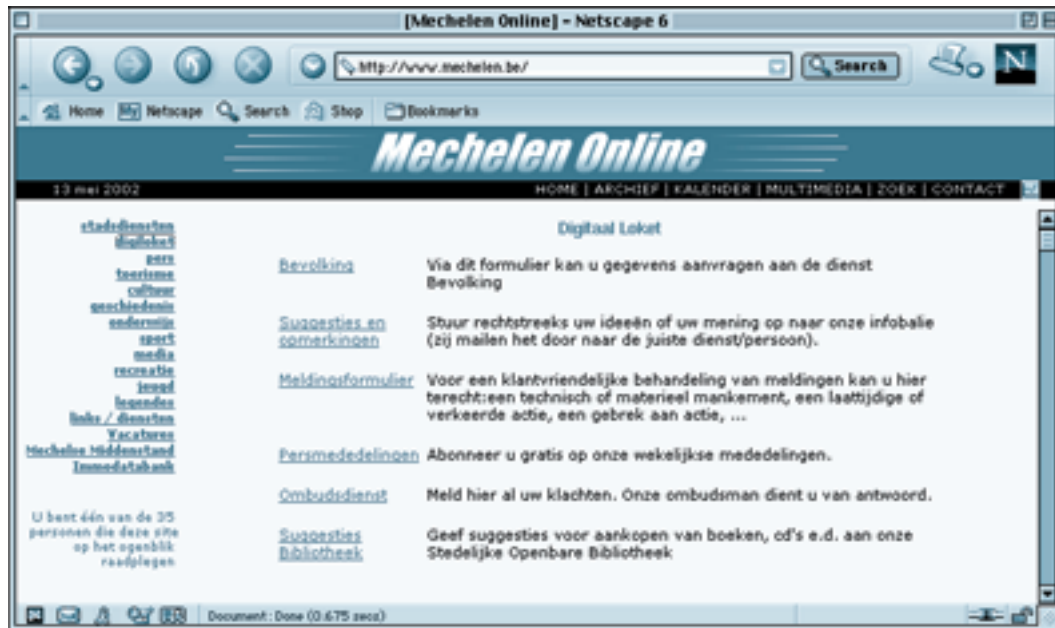 [Mechelen Online] - Netscape 6
http://www.mechelen.be/
Search
N
Home My Netscape Search Shop Bookmarks
Mechelen Online
13 mei 2002
HOME | ARCHIEF | KALENDER | MULTIMEDIA | ZOEK | CONTACT
stadsdiensten
digiloket
pers
toerisme
cultuur
geschiedenis
onderwijs
sport
media
recreatie
jeugd
legendes
links / diensten
Vacatures
Mechelse Middenstand
Immodatabank
U bent één van de 35
personen die deze site
op het ogenblik
raadplegen
Digitaal Loket
Bevolking
Via dit formulier kan u gegevens aanvragen aan de dienst
Bevolking
Suggesties en
opmerkingen
Stuur rechtstreeks uw ideeën of uw mening op naar onze infobalie
(zij mailen het door naar de juiste dienst/persoon).
Meldingsformulier
Voor een klantvriendelijke behandeling van meldingen kan u hier
terecht:een technisch of materieel mankement, een laattijdige of
verkeerde actie, een gebrek aan actie, ...
Persmededelingen
Abonneer u gratis op onze wekelijkse mededelingen.
Ombudsdienst
Meld hier al uw klachten. Onze ombudsman dient u van antwoord.
Suggesties
Bibliotheek
Geef suggesties voor aankopen van boeken, cd's e.d. aan onze
Stedelijke Openbare Bibliotheek
Document: Done (0.675 secs)